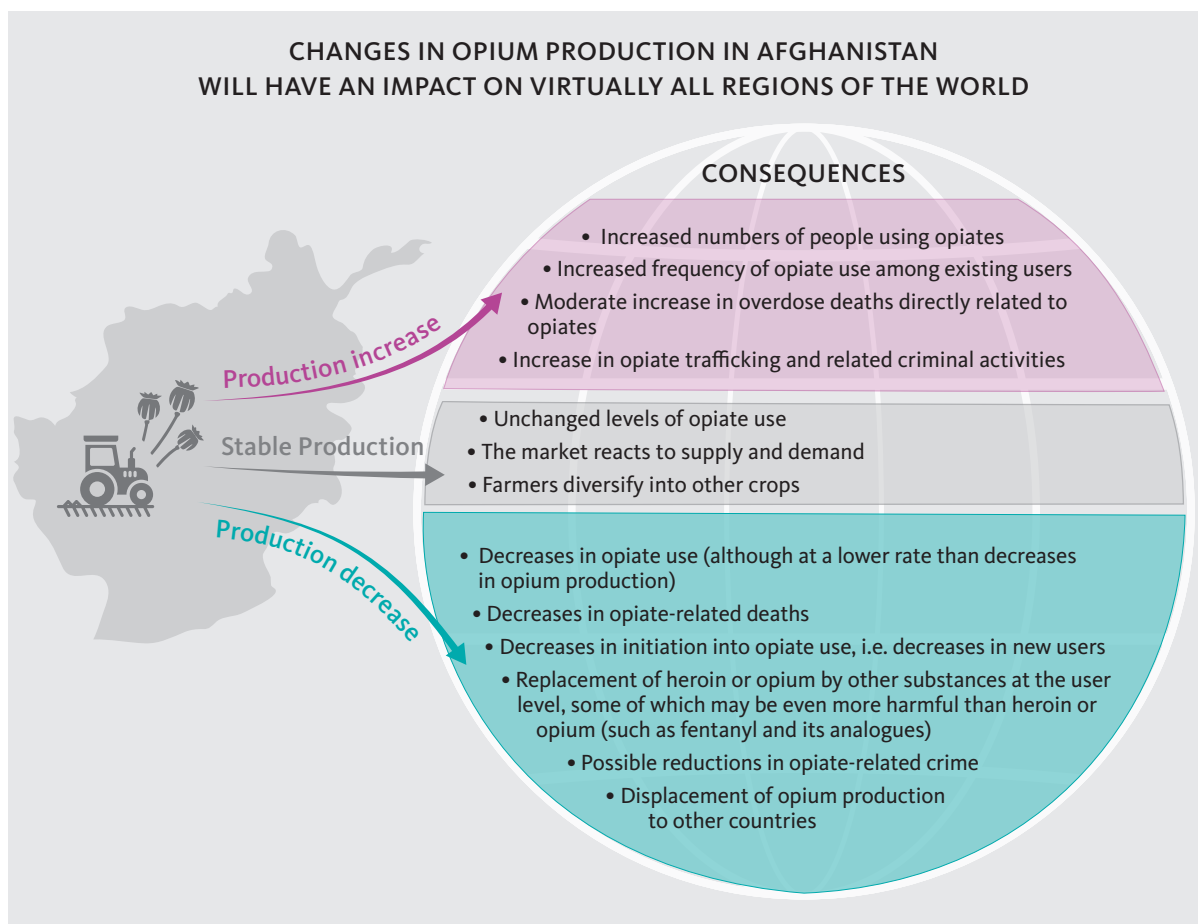 CHANGES IN OPIUM PRODUCTION IN AFGHANISTAN
WILL HAVE AN IMPACT ON VIRTUALLY ALL REGIONS OF THE WORLD
CONSEQUENCES
Production increase
• Increased numbers of people using opiates
• Increased frequency of opiate use among existing users
• Moderate increase in overdose deaths directly related to
opiates
• Increase in opiate trafficking and related criminal activities
Stable Production
• Unchanged levels of opiate use
• The market reacts to supply and demand
• Farmers diversify into other crops
Production decrease
• Decreases in opiate use (although at a lower rate than decreases
in opium production)
• Decreases in opiate-related deaths
• Decreases in initiation into opiate use, i.e. decreases in new users
• Replacement of heroin or opium by other substances at the user
level, some of which may be even more harmful than heroin or
opium (such as fentanyl and its analogues)
• Possible reductions in opiate-related crime
• Displacement of opium production
to other countries